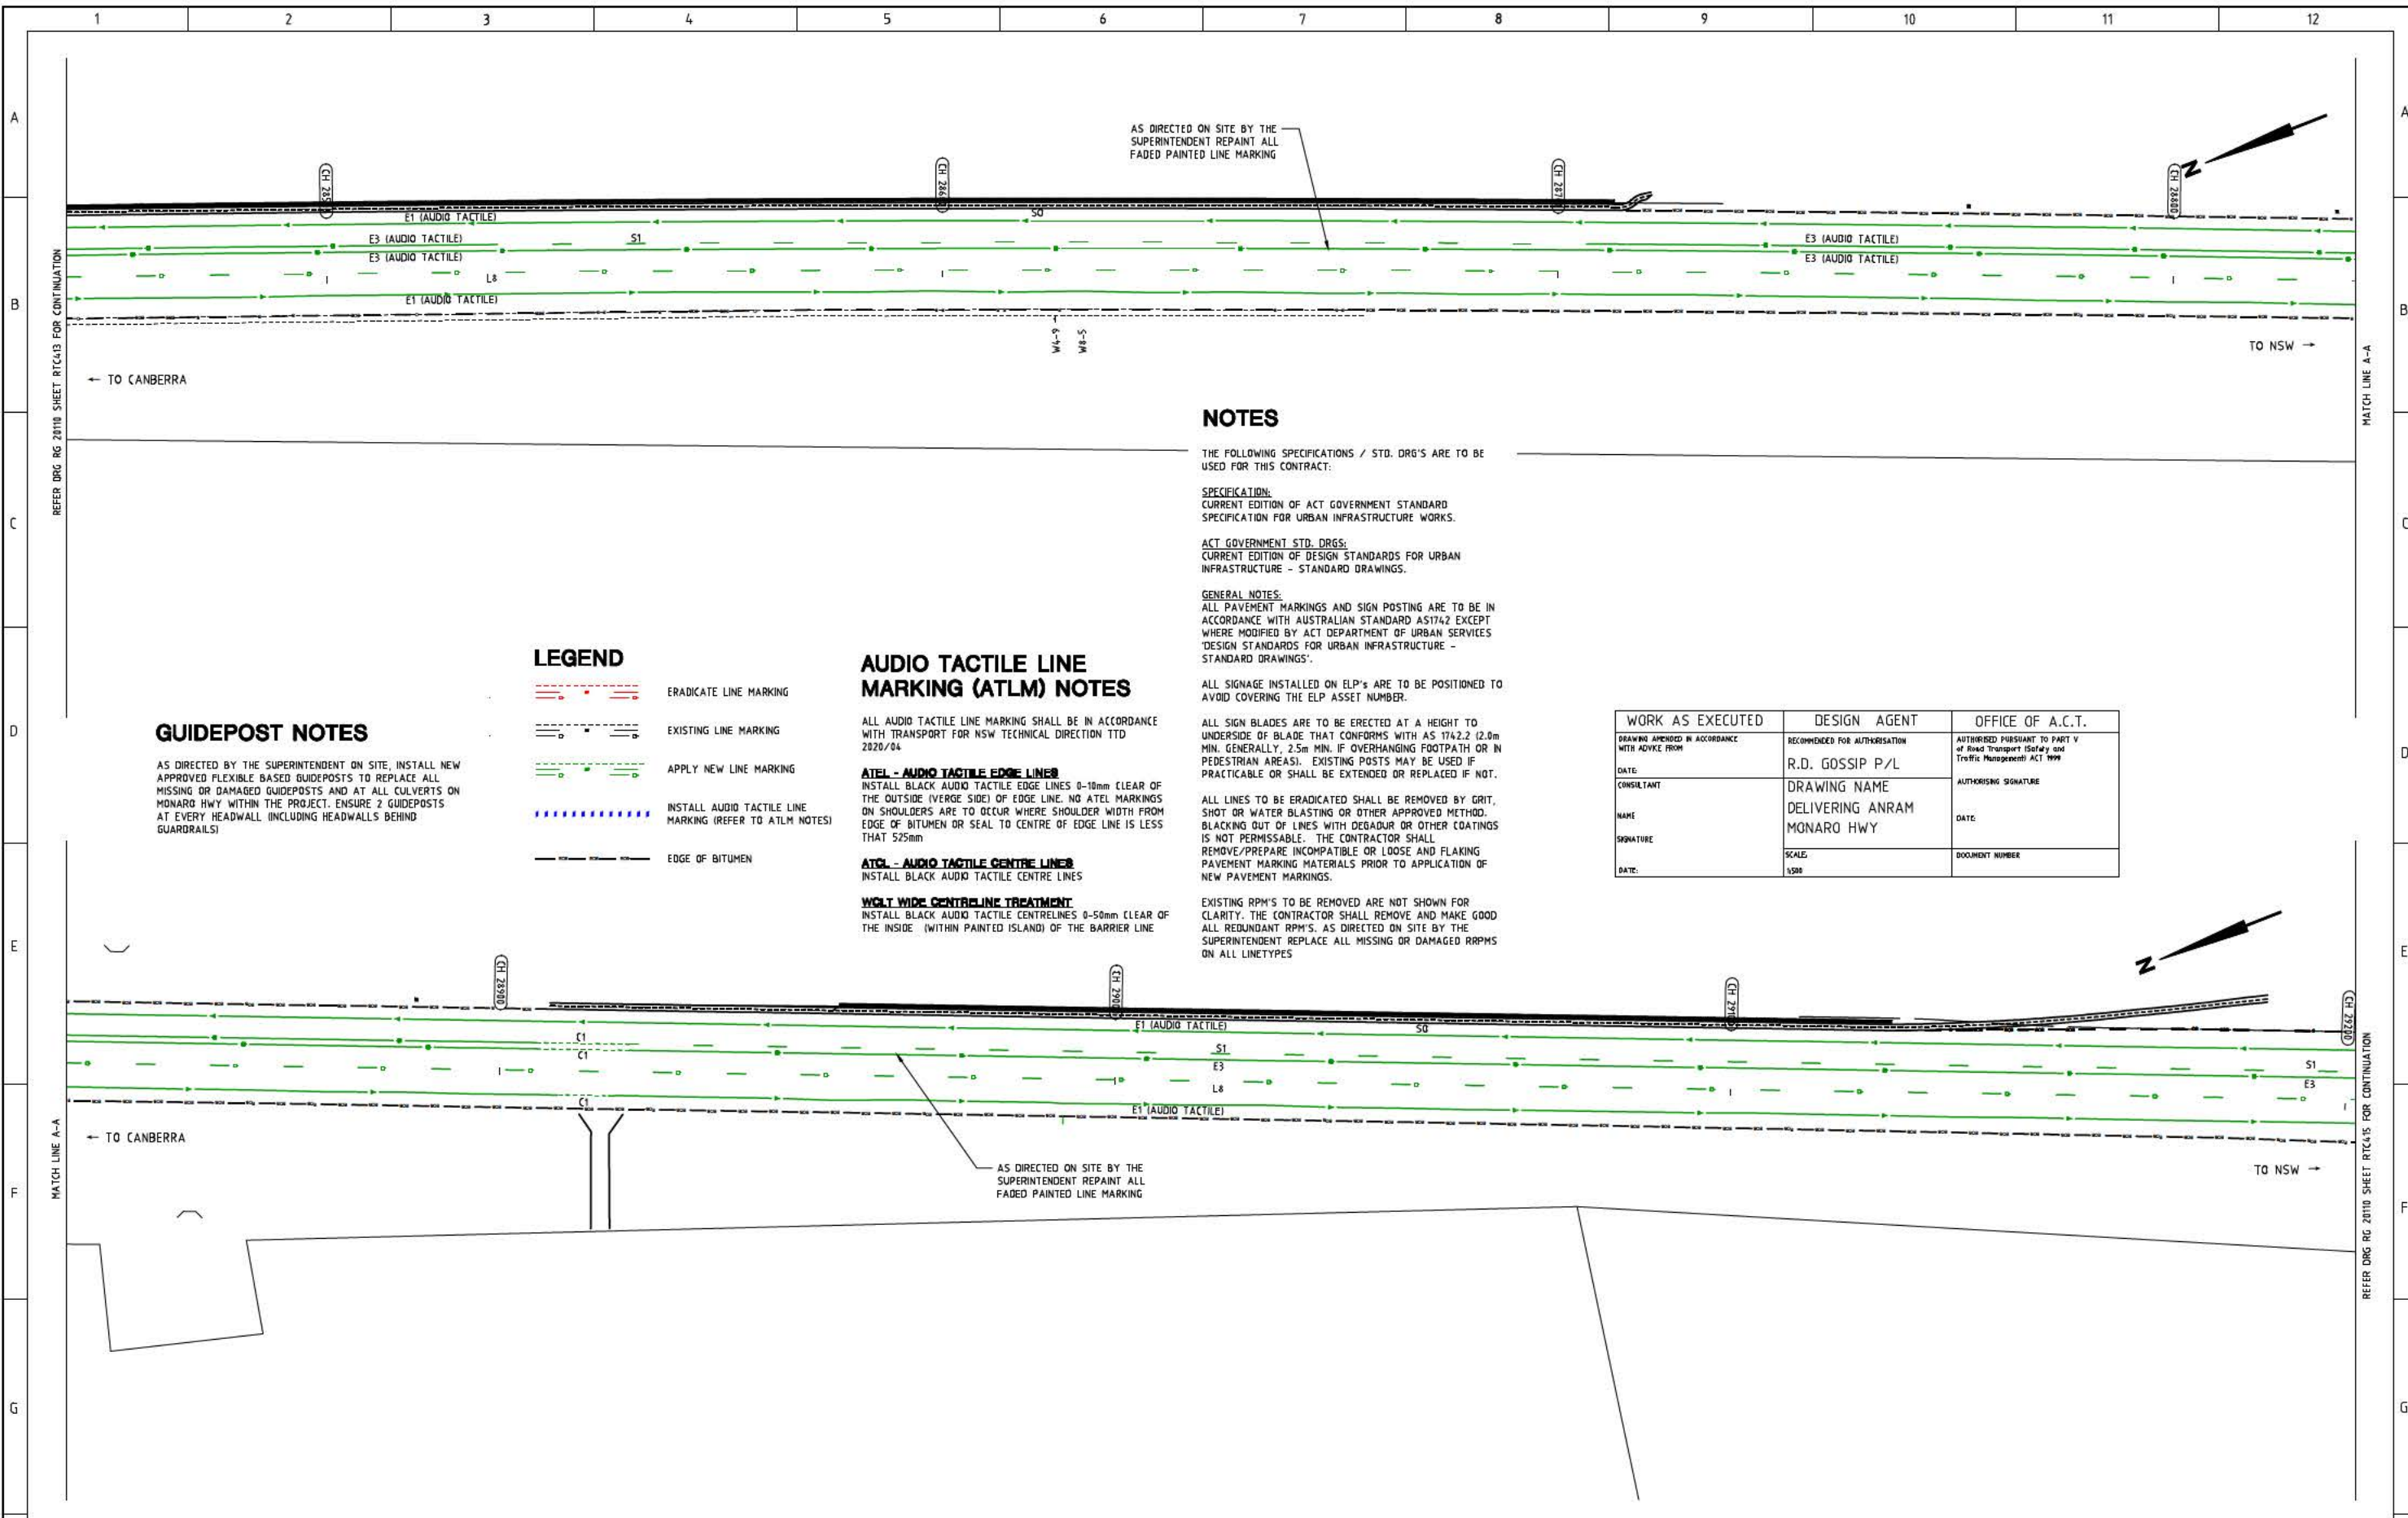 1 2 3 4 5 6 7 8 9 10 11 12
A
B
C
D
E
F
G
A
B
C
D
E
F
G
AS DIRECTED ON SITE BY THE
SUPERINTENDENT REPAINT ALL
FADED PAINTED LINE MARKING
CH 28800
N
E1 (AUDIO TACTILE)
S0
E3 (AUDIO TACTILE)
S1
E3 (AUDIO TACTILE)
E3 (AUDIO TACTILE)
E3 (AUDIO TACTILE)
L8
E1 (AUDIO TACTILE)
W4-9
W8-5
REFER DRG RG 20110 SHEET RTC413 FOR CONTINUATION
← TO CANBERRA
TO NSW →
MATCH LINE A-A
NOTES
THE FOLLOWING SPECIFICATIONS / STD. DRG'S ARE TO BE
USED FOR THIS CONTRACT:
SPECIFICATION:
CURRENT EDITION OF ACT GOVERNMENT STANDARD
SPECIFICATION FOR URBAN INFRASTRUCTURE WORKS.
ACT GOVERNMENT STD. DRGS:
CURRENT EDITION OF DESIGN STANDARDS FOR URBAN
INFRASTRUCTURE - STANDARD DRAWINGS.
GENERAL NOTES:
ALL PAVEMENT MARKINGS AND SIGN POSTING ARE TO BE IN
ACCORDANCE WITH AUSTRALIAN STANDARD AS1742 EXCEPT
WHERE MODIFIED BY ACT DEPARTMENT OF URBAN SERVICES
'DESIGN STANDARDS FOR URBAN INFRASTRUCTURE -
STANDARD DRAWINGS'.
ALL SIGNAGE INSTALLED ON ELP's ARE TO BE POSITIONED TO
AVOID COVERING THE ELP ASSET NUMBER.
ALL SIGN BLADES ARE TO BE ERECTED AT A HEIGHT TO
UNDERSIDE OF BLADE THAT CONFORMS WITH AS 1742.2 (2.0m
MIN. GENERALLY, 2.5m MIN. IF OVERHANGING FOOTPATH OR IN
PEDESTRIAN AREAS). EXISTING POSTS MAY BE USED IF
PRACTICABLE OR SHALL BE EXTENDED OR REPLACED IF NOT.
ALL LINES TO BE ERADICATED SHALL BE REMOVED BY GRIT,
SHOT OR WATER BLASTING OR OTHER APPROVED METHOD.
BLACKING OUT OF LINES WITH DEGADUR OR OTHER COATINGS
IS NOT PERMISSABLE. THE CONTRACTOR SHALL
REMOVE/PREPARE INCOMPATIBLE OR LOOSE AND FLAKING
PAVEMENT MARKING MATERIALS PRIOR TO APPLICATION OF
NEW PAVEMENT MARKINGS.
EXISTING RPM'S TO BE REMOVED ARE NOT SHOWN FOR
CLARITY. THE CONTRACTOR SHALL REMOVE AND MAKE GOOD
ALL REDUNDANT RPM'S. AS DIRECTED ON SITE BY THE
SUPERINTENDENT REPLACE ALL MISSING OR DAMAGED RRPMS
ON ALL LINETYPES
LEGEND
ERADICATE LINE MARKING
EXISTING LINE MARKING
APPLY NEW LINE MARKING
INSTALL AUDIO TACTILE LINE
MARKING (REFER TO ATLM NOTES)
EDGE OF BITUMEN
AUDIO TACTILE LINE
MARKING (ATLM) NOTES
ALL AUDIO TACTILE LINE MARKING SHALL BE IN ACCORDANCE
WITH TRANSPORT FOR NSW TECHNICAL DIRECTION TTD
2020/04
ATEL - AUDIO TACTILE EDGE LINES
INSTALL BLACK AUDIO TACTILE EDGE LINES 0-10mm CLEAR OF
THE OUTSIDE (VERGE SIDE) OF EDGE LINE. NO ATEL MARKINGS
ON SHOULDERS ARE TO OCCUR WHERE SHOULDER WIDTH FROM
EDGE OF BITUMEN OR SEAL TO CENTRE OF EDGE LINE IS LESS
THAT 525mm
ATCL - AUDIO TACTILE CENTRE LINES
INSTALL BLACK AUDIO TACTILE CENTRE LINES
WCLT WIDE CENTRELINE TREATMENT
INSTALL BLACK AUDIO TACTILE CENTRELINES 0-50mm CLEAR OF
THE INSIDE (WITHIN PAINTED ISLAND) OF THE BARRIER LINE
GUIDEPOST NOTES
AS DIRECTED BY THE SUPERINTENDENT ON SITE, INSTALL NEW
APPROVED FLEXIBLE BASED GUIDEPOSTS TO REPLACE ALL
MISSING OR DAMAGED GUIDEPOSTS AND AT ALL CULVERTS ON
MONARO HWY WITHIN THE PROJECT. ENSURE 2 GUIDEPOSTS
AT EVERY HEADWALL (INCLUDING HEADWALLS BEHIND
GUARDRAILS)
WORK AS EXECUTED
DRAWING AMENDED IN ACCORDANCE
WITH ADVKE FROM
DATE:
CONSULTANT
NAME
SIGNATURE
DATE:
DESIGN AGENT
RECOMMENDED FOR AUTHORISATION
R.D. GOSSIP P/L
DRAWING NAME
DELIVERING ANRAM
MONARO HWY
SCALE:
1:500
OFFICE OF A.C.T.
AUTHORISED PURSUANT TO PART V
of Road Transport (Safety and
Traffic Management) ACT 1999
AUTHORISING SIGNATURE
DATE:
DOCUMENT NUMBER
CH 28900
CH 29200
N
E1 (AUDIO TACTILE)
S0
C1
C1
S1
E3
L8
S1
E3
C1
E1 (AUDIO TACTILE)
MATCH LINE A-A
← TO CANBERRA
AS DIRECTED ON SITE BY THE
SUPERINTENDENT REPAINT ALL
FADED PAINTED LINE MARKING
TO NSW →
REFER DRG RG 20110 SHEET RTC415 FOR CONTINUATION